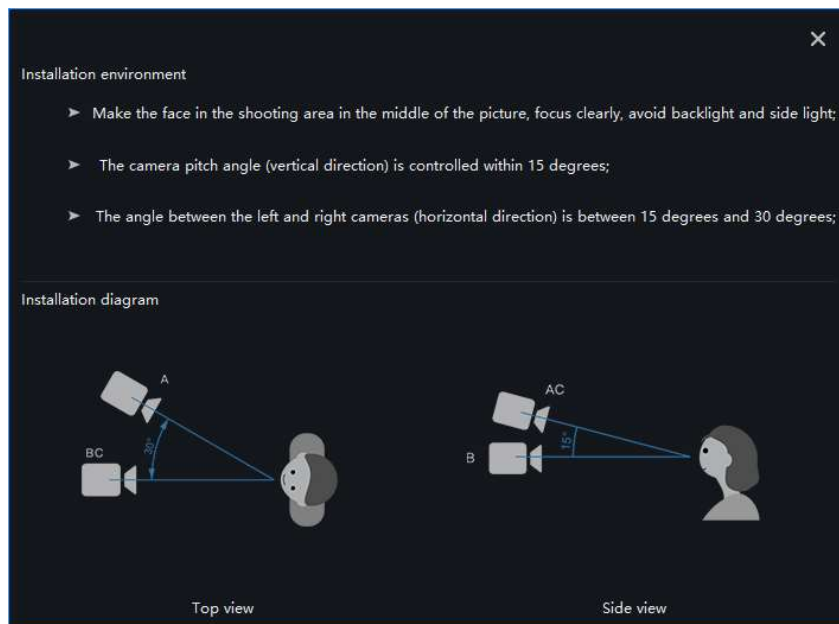 Installation environment
➤ Make the face in the shooting area in the middle of the picture, focus clearly, avoid backlight and side light;
➤ The camera pitch angle (vertical direction) is controlled within 15 degrees;
➤ The angle between the left and right cameras (horizontal direction) is between 15 degrees and 30 degrees;
Installation diagram
A
30°
BC
AC
15°
B
Top view
Side view